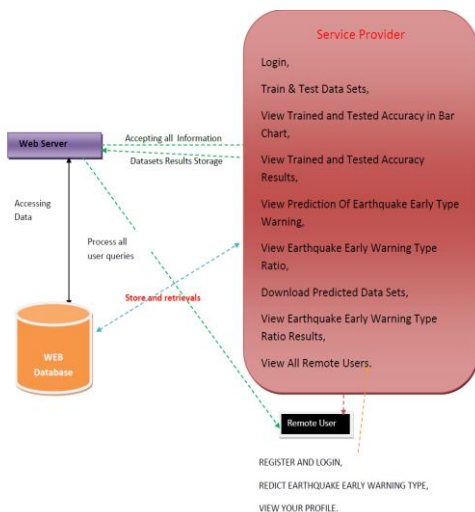 Service Provider
Login,
Train & Test Data Sets,
View Trained and Tested Accuracy in Bar
Chart,
View Trained and Tested Accuracy
Results,
View Prediction Of Earthquake Early Type
Warning,
View Earthquake Early Warning Type
Ratio,
Download Predicted Data Sets,
View Earthquake Early Warning Type
Ratio Results,
View All Remote Users.
Web Server
Accepting all Information
Datasets Results Storage
Accessing
Data
Process all
user queries
Store and retrievals
WEB
Database
Remote User
REGISTER AND LOGIN,
REDICT EARTHQUAKE EARLY WARNING TYPE,
VIEW YOUR PROFILE.